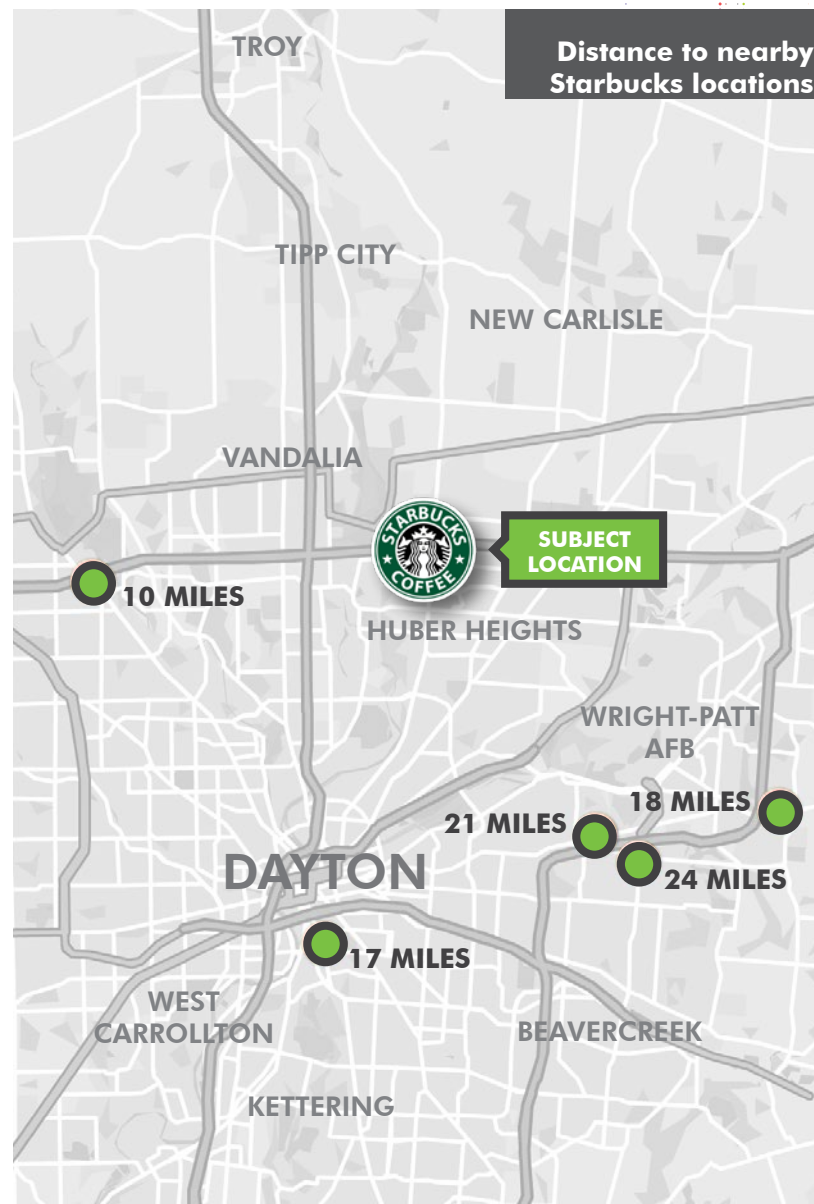 TROY
Distance to nearby
Starbucks locations
TIPP CITY
NEW CARLISLE
VANDALIA
STARBUCKS
COFFEE
SUBJECT
LOCATION
10 MILES
HUBER HEIGHTS
WRIGHT-PATT
AFB
18 MILES
21 MILES
24 MILES
DAYTON
17 MILES
WEST
CARROLLTON
BEAVERCREEK
KETTERING